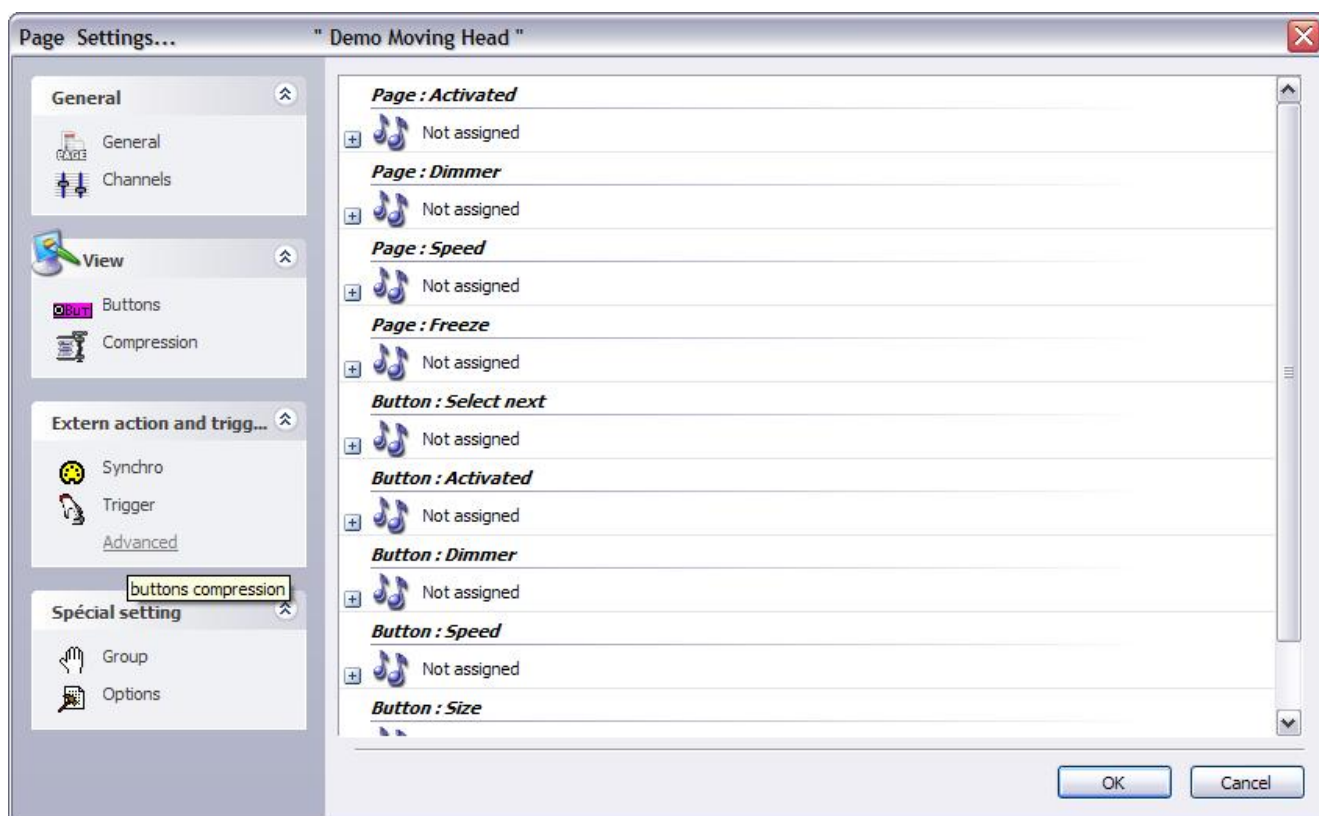 Page Settings... " Demo Moving Head "
General
General
PAGE
Channels
View
BUT
Buttons
Compression
Extern action and trigg...
Synchro
Trigger
Advanced
buttons compression
Spécial setting
Group
Options
Page : Activated
Not assigned
Page : Dimmer
Not assigned
Page : Speed
Not assigned
Page : Freeze
Not assigned
Button : Select next
Not assigned
Button : Activated
Not assigned
Button : Dimmer
Not assigned
Button : Speed
Not assigned
Button : Size
OK
Cancel